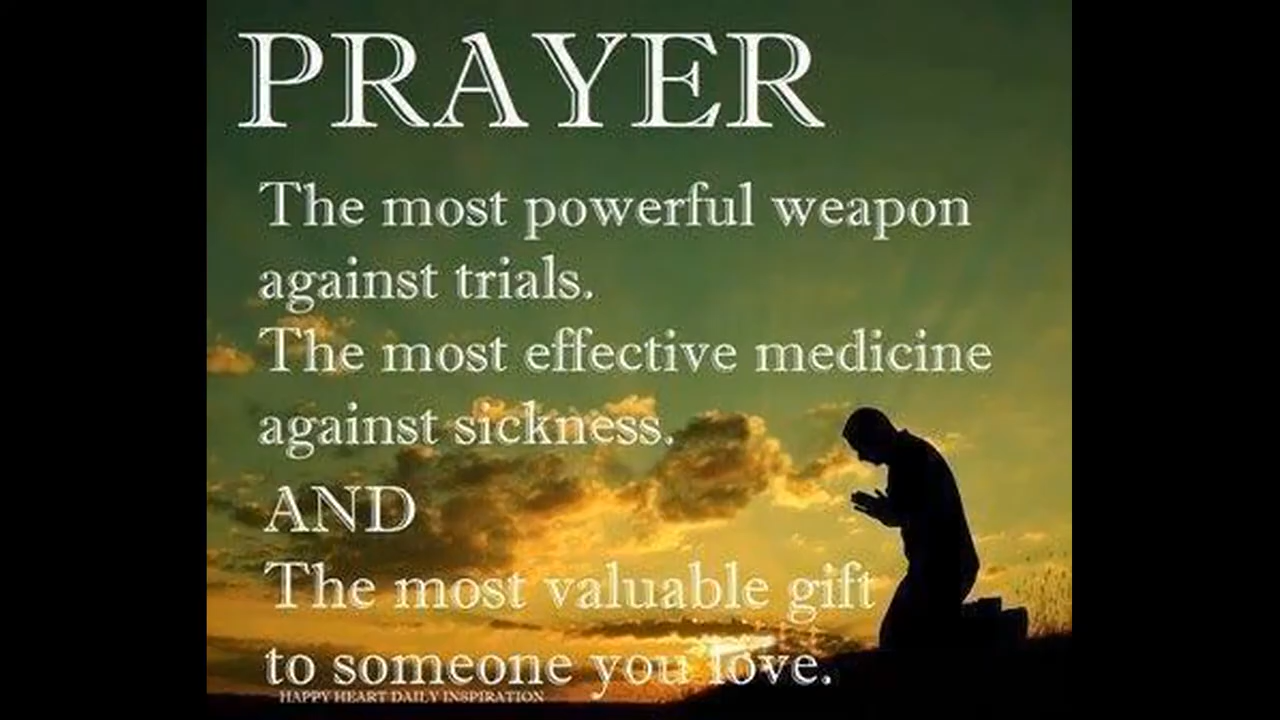 PRAYER
The most powerful weapon
against trials.
The most effective medicine
against sickness.
AND
The most valuable gift
to someone you love.
HAPPY HEART DAILY INSPIRATION